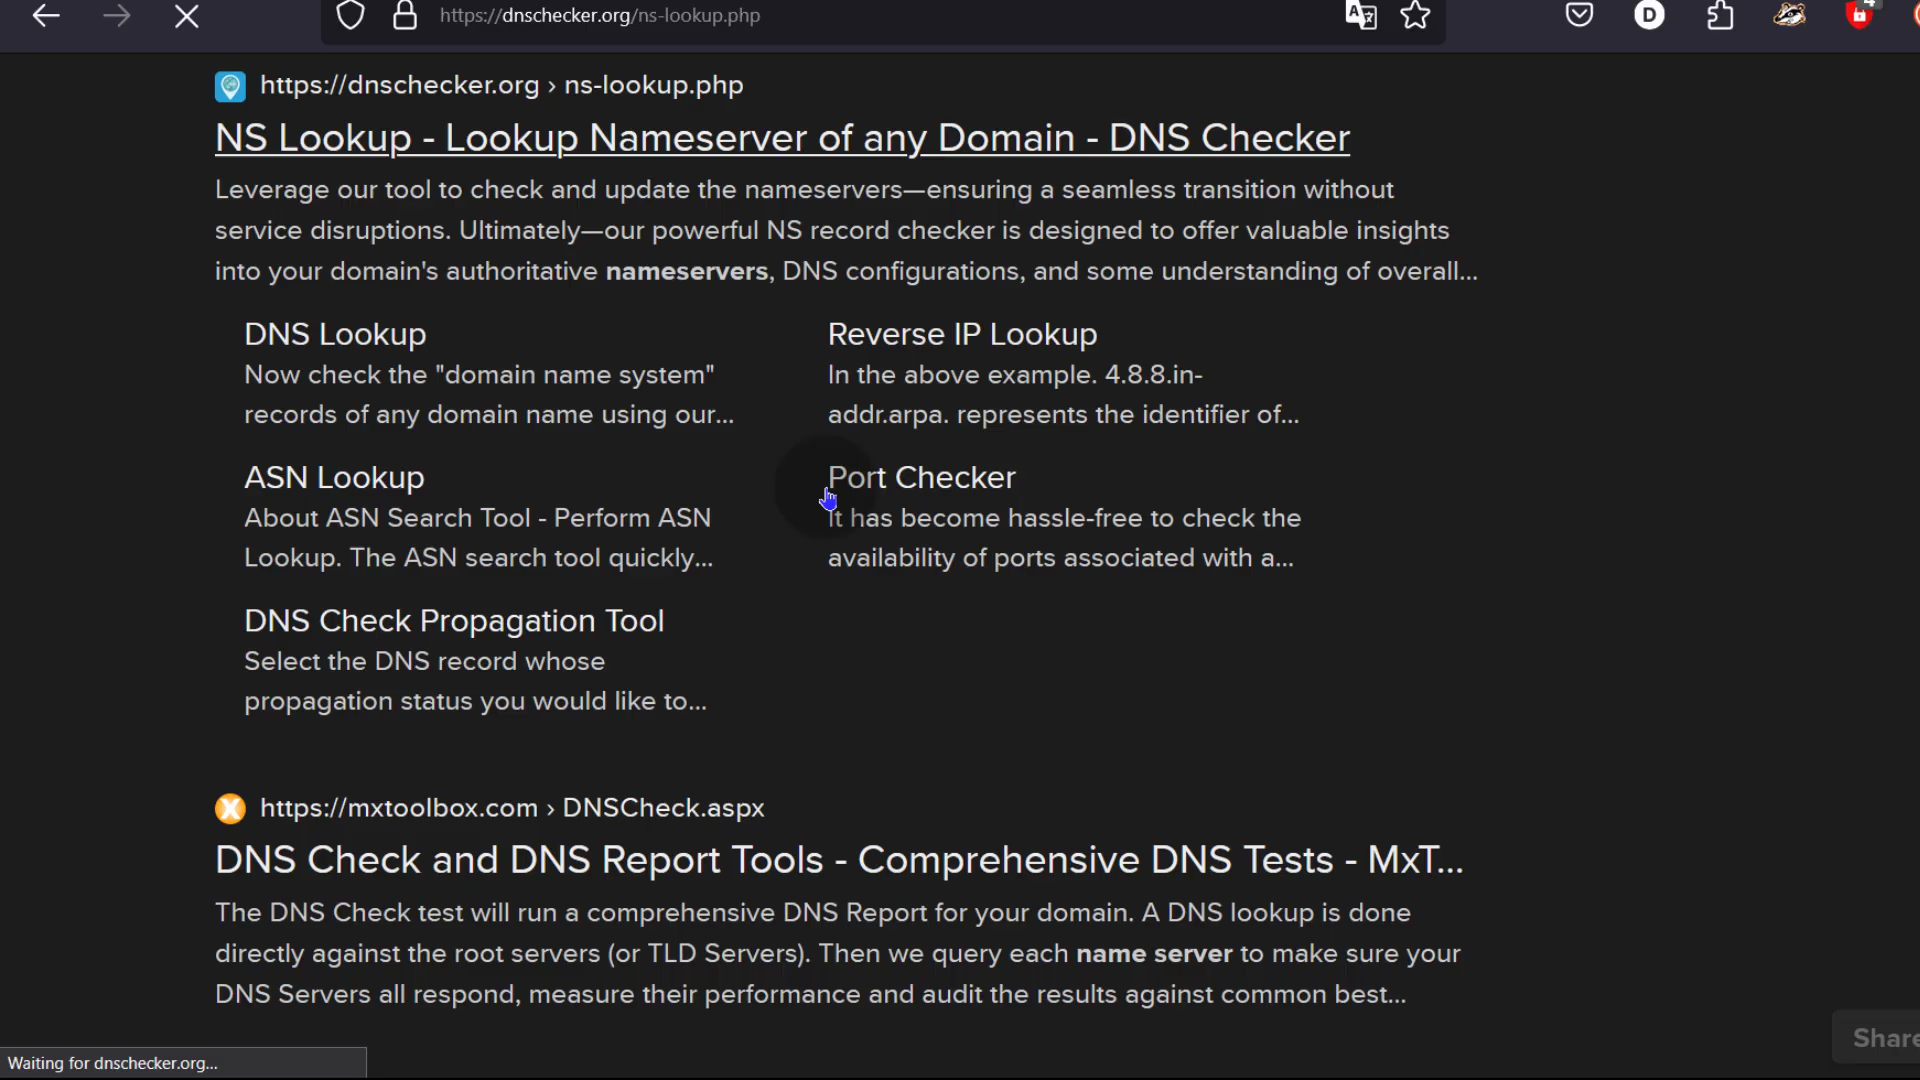 https://dnschecker.org/ns-lookup.php
D
4
https://dnschecker.org › ns-lookup.php
NS Lookup - Lookup Nameserver of any Domain - DNS Checker
Leverage our tool to check and update the nameservers—ensuring a seamless transition without
service disruptions. Ultimately—our powerful NS record checker is designed to offer valuable insights
into your domain's authoritative nameservers, DNS configurations, and some understanding of overall...
DNS Lookup
Now check the "domain name system"
records of any domain name using our...
Reverse IP Lookup
In the above example. 4.8.8.in-
addr.arpa. represents the identifier of...
ASN Lookup
About ASN Search Tool - Perform ASN
Lookup. The ASN search tool quickly...
Port Checker
It has become hassle-free to check the
availability of ports associated with a...
DNS Check Propagation Tool
Select the DNS record whose
propagation status you would like to...
https://mxtoolbox.com › DNSCheck.aspx
DNS Check and DNS Report Tools - Comprehensive DNS Tests - MxT...
The DNS Check test will run a comprehensive DNS Report for your domain. A DNS lookup is done
directly against the root servers (or TLD Servers). Then we query each name server to make sure your
DNS Servers all respond, measure their performance and audit the results against common best...
Share
Waiting for dnschecker.org...